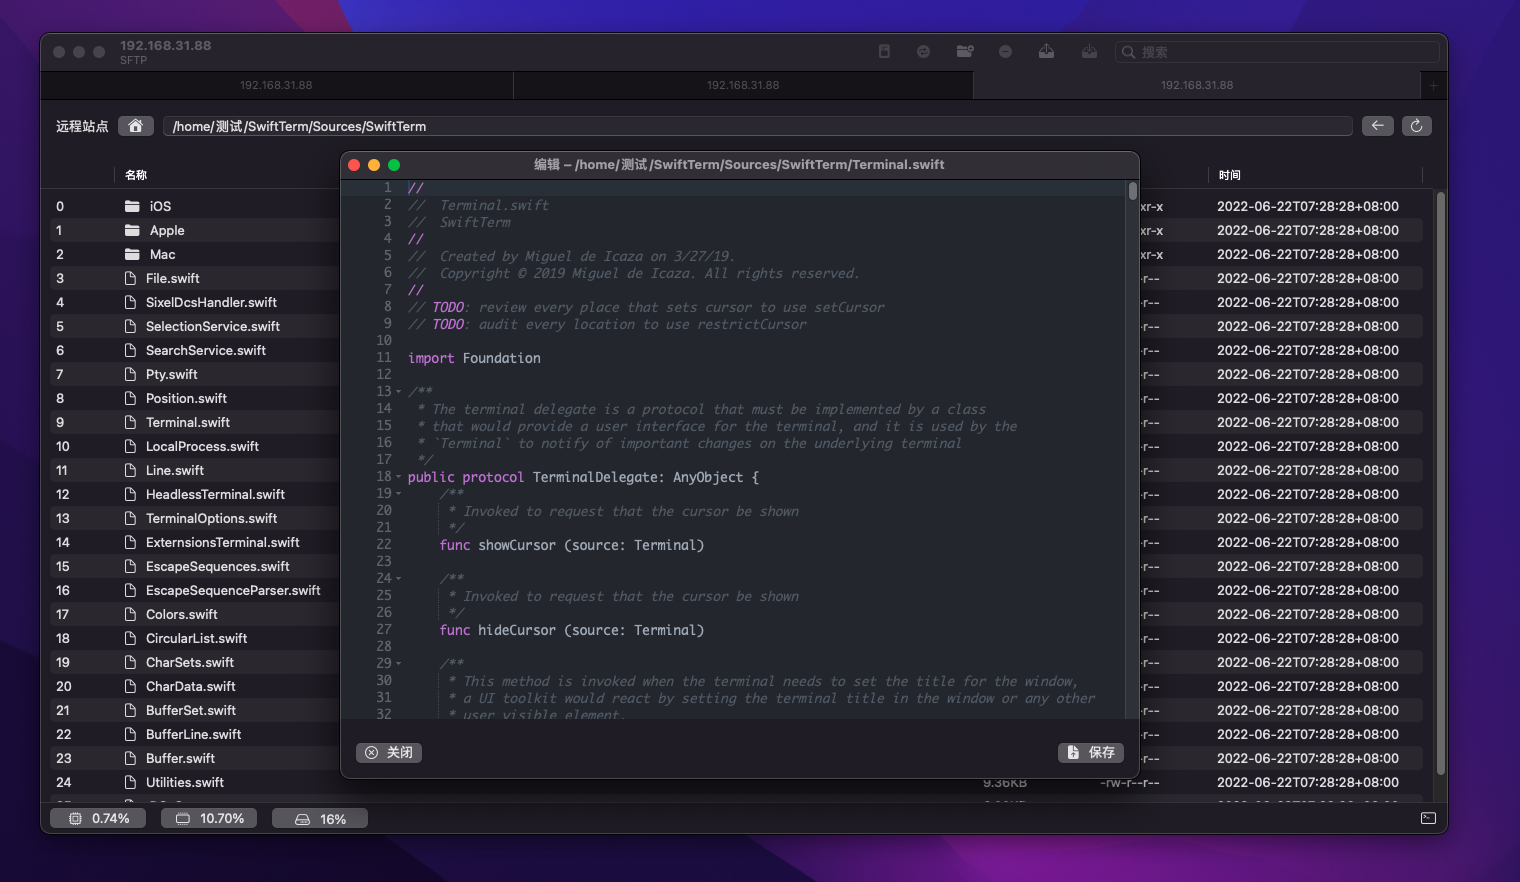 192.168.31.88
SFTP
搜索
192.168.31.88
192.168.31.88
192.168.31.88
远程站点
/home/测试/SwiftTerm/Sources/SwiftTerm
名称
时间
0 iOS xr-x 2022-06-22T07:28:28+08:00
1 Apple xr-x 2022-06-22T07:28:28+08:00
2 Mac xr-x 2022-06-22T07:28:28+08:00
3 File.swift -r-- 2022-06-22T07:28:28+08:00
4 SixelDcsHandler.swift -r-- 2022-06-22T07:28:28+08:00
5 SelectionService.swift -r-- 2022-06-22T07:28:28+08:00
6 SearchService.swift -r-- 2022-06-22T07:28:28+08:00
7 Pty.swift -r-- 2022-06-22T07:28:28+08:00
8 Position.swift -r-- 2022-06-22T07:28:28+08:00
9 Terminal.swift -r-- 2022-06-22T07:28:28+08:00
10 LocalProcess.swift -r-- 2022-06-22T07:28:28+08:00
11 Line.swift -r-- 2022-06-22T07:28:28+08:00
12 HeadlessTerminal.swift -r-- 2022-06-22T07:28:28+08:00
13 TerminalOptions.swift -r-- 2022-06-22T07:28:28+08:00
14 ExternsionsTerminal.swift -r-- 2022-06-22T07:28:28+08:00
15 EscapeSequences.swift -r-- 2022-06-22T07:28:28+08:00
16 EscapeSequenceParser.swift -r-- 2022-06-22T07:28:28+08:00
17 Colors.swift -r-- 2022-06-22T07:28:28+08:00
18 CircularList.swift -r-- 2022-06-22T07:28:28+08:00
19 CharSets.swift -r-- 2022-06-22T07:28:28+08:00
20 CharData.swift -r-- 2022-06-22T07:28:28+08:00
21 BufferSet.swift -r-- 2022-06-22T07:28:28+08:00
22 BufferLine.swift -r-- 2022-06-22T07:28:28+08:00
23 Buffer.swift -r-- 2022-06-22T07:28:28+08:00
24 Utilities.swift 9.36KB -rw-r--r-- 2022-06-22T07:28:28+08:00
编辑 – /home/测试/SwiftTerm/Sources/SwiftTerm/Terminal.swift
1 //
2 //  Terminal.swift
3 //  SwiftTerm
4 //
5 //  Created by Miguel de Icaza on 3/27/19.
6 //  Copyright © 2019 Miguel de Icaza. All rights reserved.
7 //
8 // TODO: review every place that sets cursor to use setCursor
9 // TODO: audit every location to use restrictCursor
10
11 import Foundation
12
13 /**
14  * The terminal delegate is a protocol that must be implemented by a class
15  * that would provide a user interface for the terminal, and it is used by the
16  * `Terminal` to notify of important changes on the underlying terminal
17  */
18 public protocol TerminalDelegate: AnyObject {
19     /**
20      * Invoked to request that the cursor be shown
21      */
22     func showCursor (source: Terminal)
23
24     /**
25      * Invoked to request that the cursor be shown
26      */
27     func hideCursor (source: Terminal)
28
29     /**
30      * This method is invoked when the terminal needs to set the title for the window,
31      * a UI toolkit would react by setting the terminal title in the window or any other
32      * user visible element.
关闭
保存
0.74%
10.70%
16%